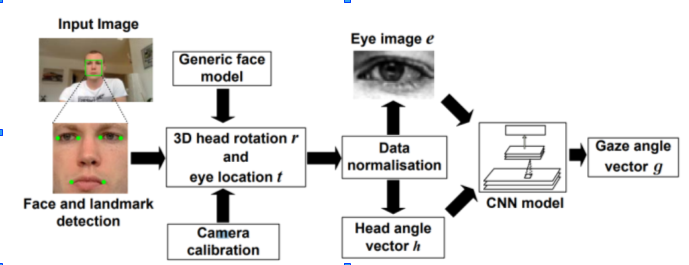 Input Image
Generic face
model
Eye image e
3D head rotation r
and
eye location t
Data
normalisation
Gaze angle
vector g
CNN model
Face and landmark
detection
Camera
calibration
Head angle
vector h